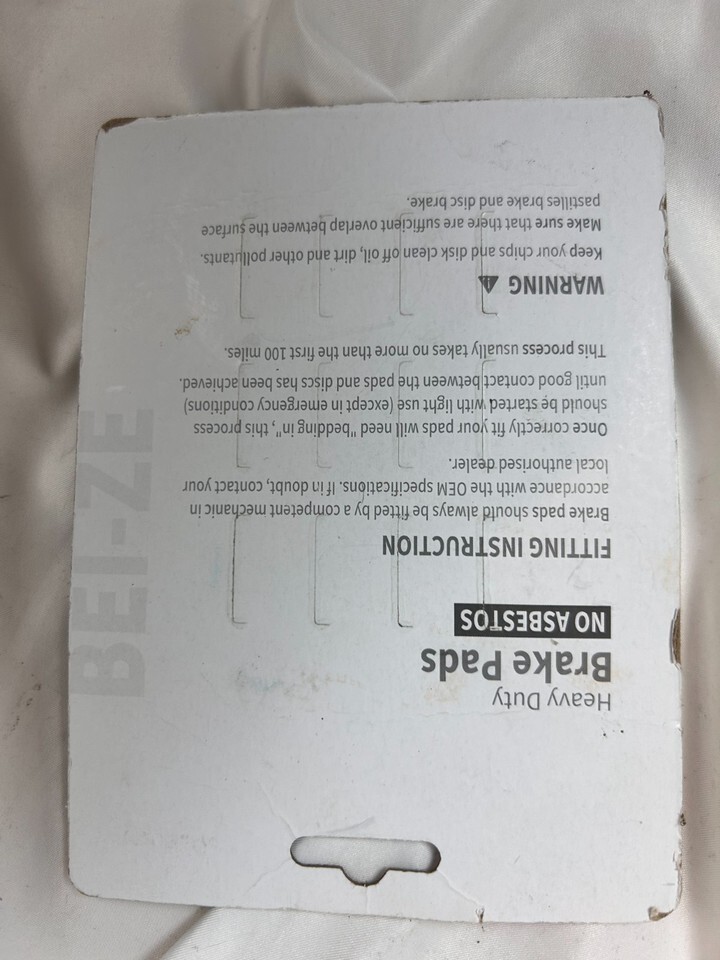 Heavy Duty
Brake Pads
NO ASBESTOS
FITTING INSTRUCTION
Brake pads should always be fitted by a competent mechanic in
accordance with the OEM specifications. If in doubt, contact your
local authorised dealer.
Once correctly fit your pads will need "bedding in", this process
should be started with light use (except in emergency conditions)
until good contact between the pads and discs has been achieved.
This process usually takes no more than the first 100 miles.
WARNING
Keep your chips and disk clean off oil, dirt and other pollutants.
Make sure that there are sufficient overlap between the surface
pastilles brake and disc brake.
BEI-ZE